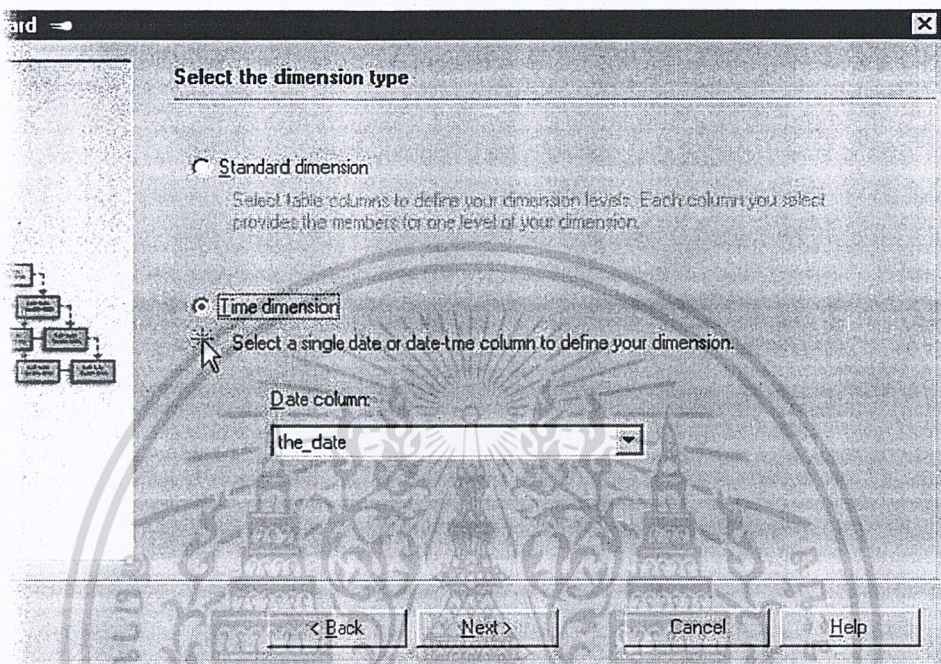 ard
Select the dimension type
Standard dimension
Select table columns to define your dimension levels. Each column you select
provides the members for one level of your dimension.
Time dimension
Select a single date or date-time column to define your dimension.
Date column:
the_date
< Back Next > Cancel Help